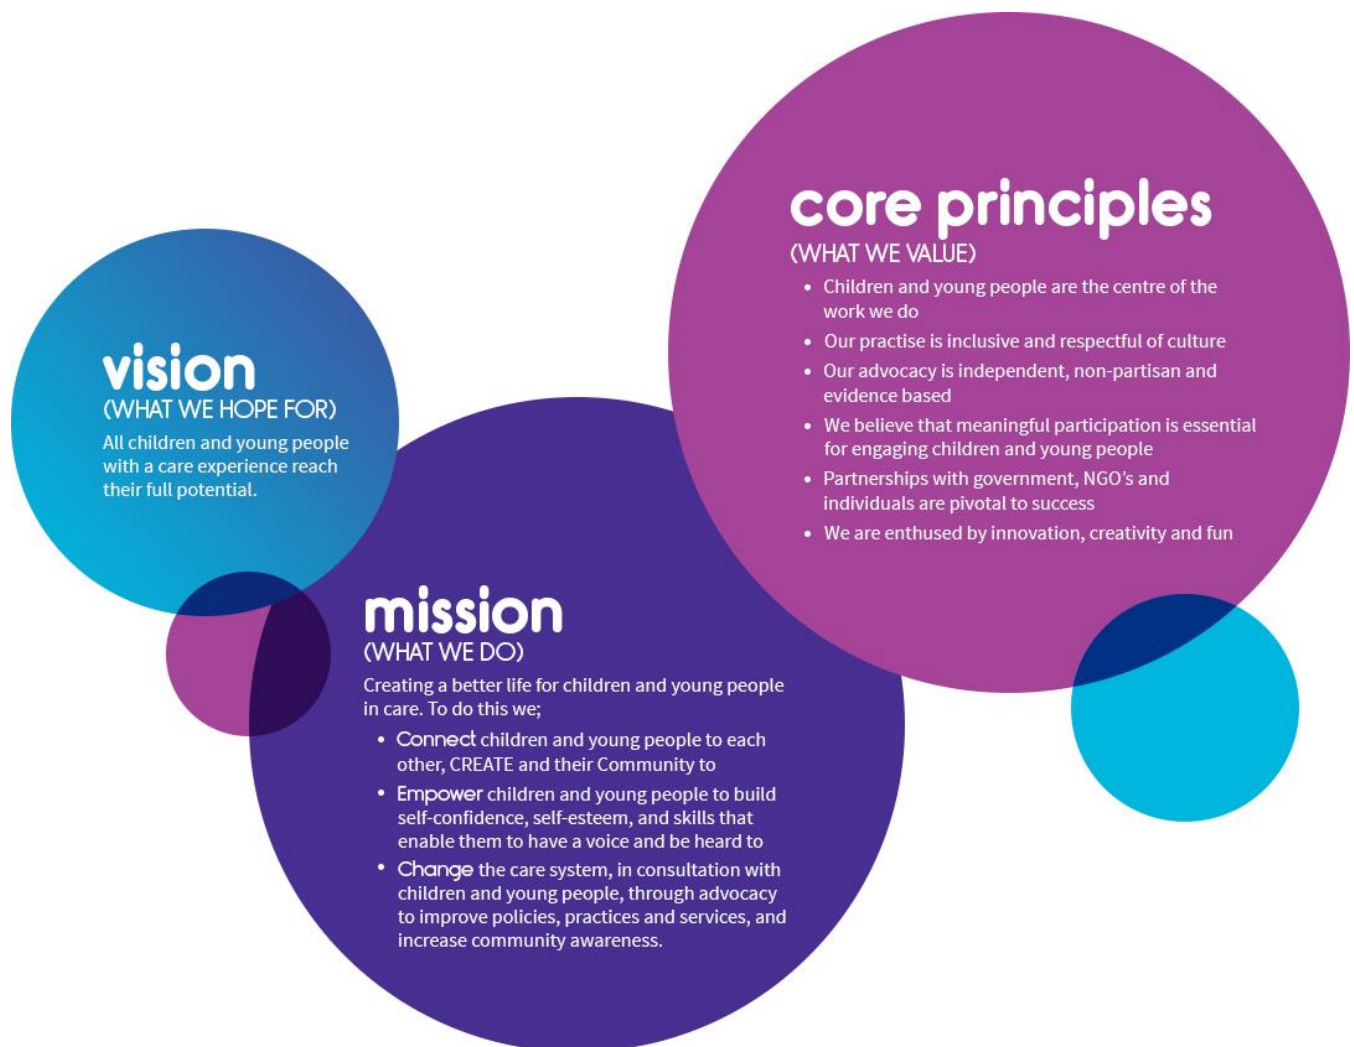 vision
(WHAT WE HOPE FOR)
All children and young people
with a care experience reach
their full potential.
mission
(WHAT WE DO)
Creating a better life for children and young people
in care. To do this we;
• Connect children and young people to each
other, CREATE and their Community to
• Empower children and young people to build
self-confidence, self-esteem, and skills that
enable them to have a voice and be heard to
• Change the care system, in consultation with
children and young people, through advocacy
to improve policies, practices and services, and
increase community awareness.
core principles
(WHAT WE VALUE)
• Children and young people are the centre of the
work we do
• Our practise is inclusive and respectful of culture
• Our advocacy is independent, non-partisan and
evidence based
• We believe that meaningful participation is essential
for engaging children and young people
• Partnerships with government, NGO's and
individuals are pivotal to success
• We are enthused by innovation, creativity and fun